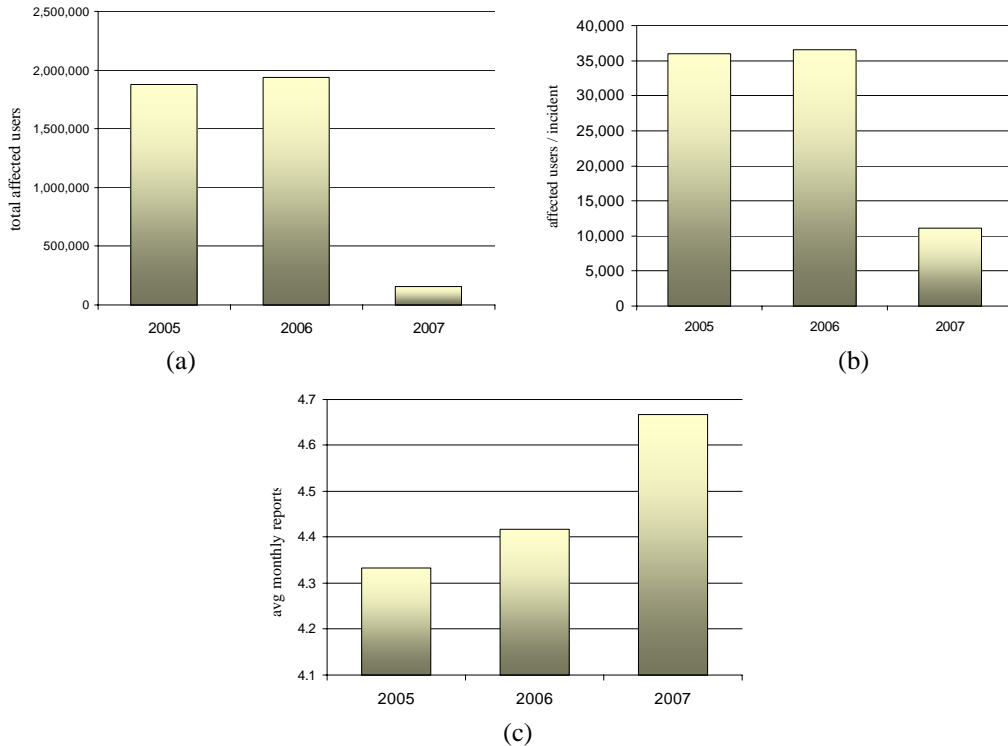 2,500,000
2,000,000
1,500,000
1,000,000
500,000
0
total affected users
2005 2006 2007
(a)
40,000
35,000
30,000
25,000
20,000
15,000
10,000
5,000
0
affected users / incident
2005 2006 2007
(b)
4.7
4.6
4.5
4.4
4.3
4.2
4.1
avg monthly reports
2005 2006 2007
(c)